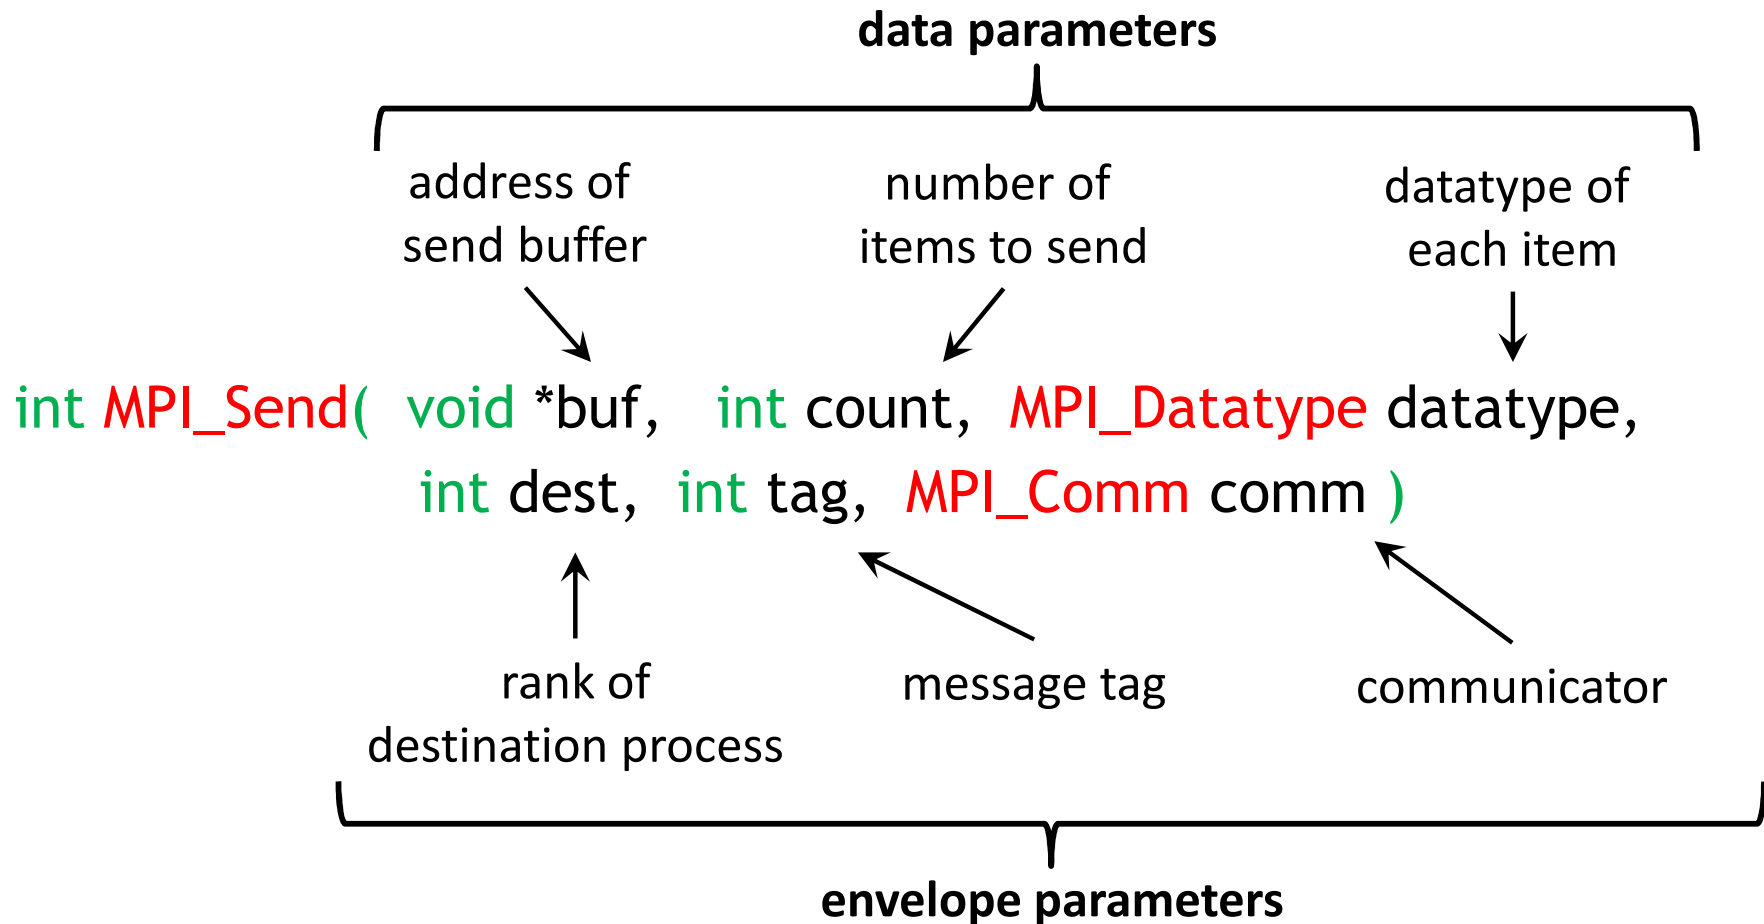 data parameters
address of
send buffer
number of
items to send
datatype of
each item
int MPI_Send( void *buf, int count, MPI_Datatype datatype,
int dest, int tag, MPI_Comm comm )
rank of
destination process
message tag
communicator
envelope parameters